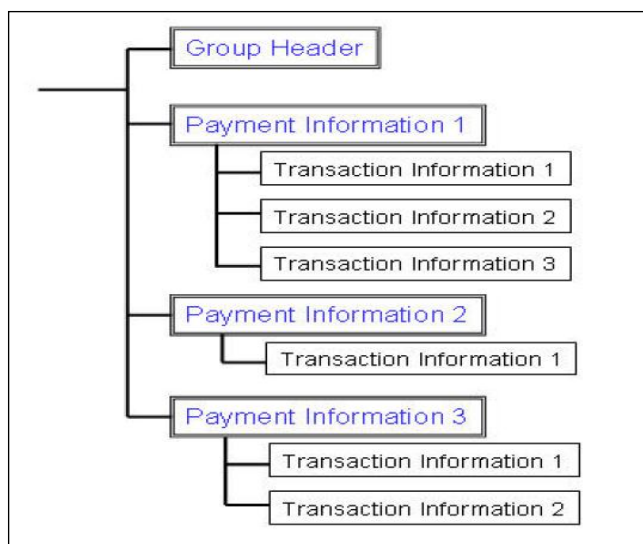 Group Header
Payment Information 1
Transaction Information 1
Transaction Information 2
Transaction Information 3
Payment Information 2
Transaction Information 1
Payment Information 3
Transaction Information 1
Transaction Information 2